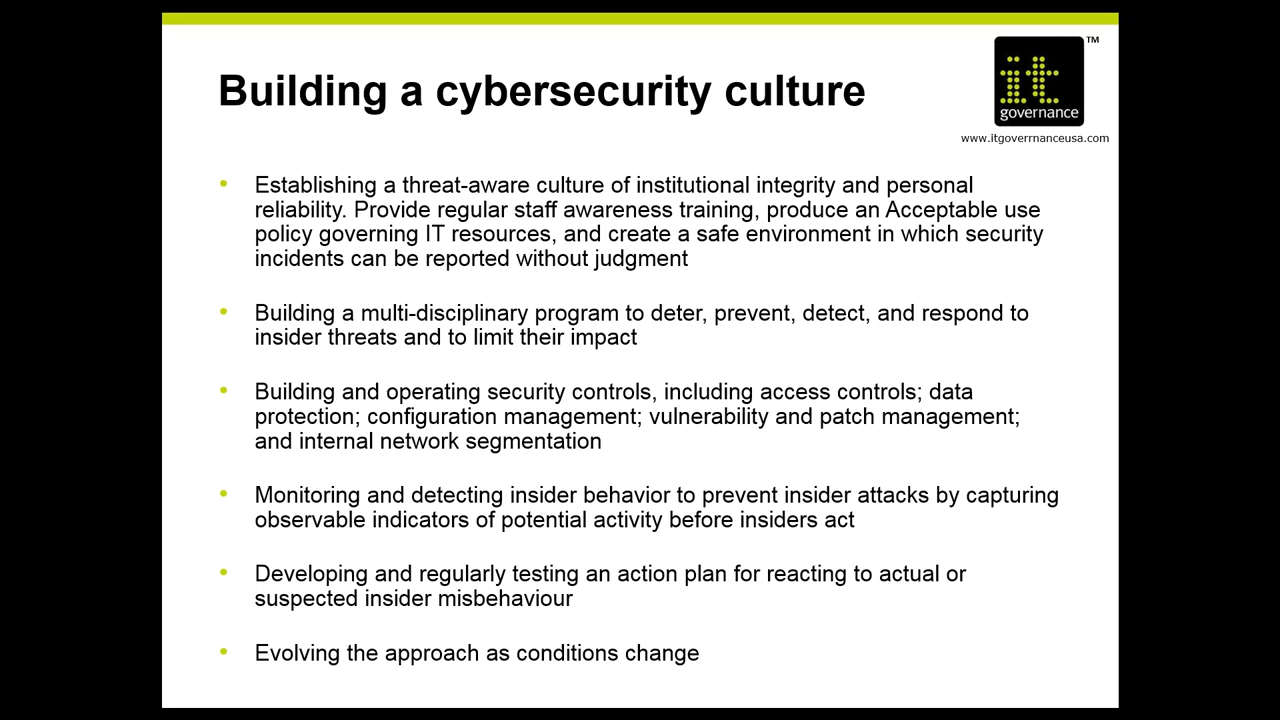 Building a cybersecurity culture
it
governance
™
www.itgoverrnanceusa.com
• Establishing a threat-aware culture of institutional integrity and personal
reliability. Provide regular staff awareness training, produce an Acceptable use
policy governing IT resources, and create a safe environment in which security
incidents can be reported without judgment
• Building a multi-disciplinary program to deter, prevent, detect, and respond to
insider threats and to limit their impact
• Building and operating security controls, including access controls; data
protection; configuration management; vulnerability and patch management;
and internal network segmentation
• Monitoring and detecting insider behavior to prevent insider attacks by capturing
observable indicators of potential activity before insiders act
• Developing and regularly testing an action plan for reacting to actual or
suspected insider misbehaviour
• Evolving the approach as conditions change